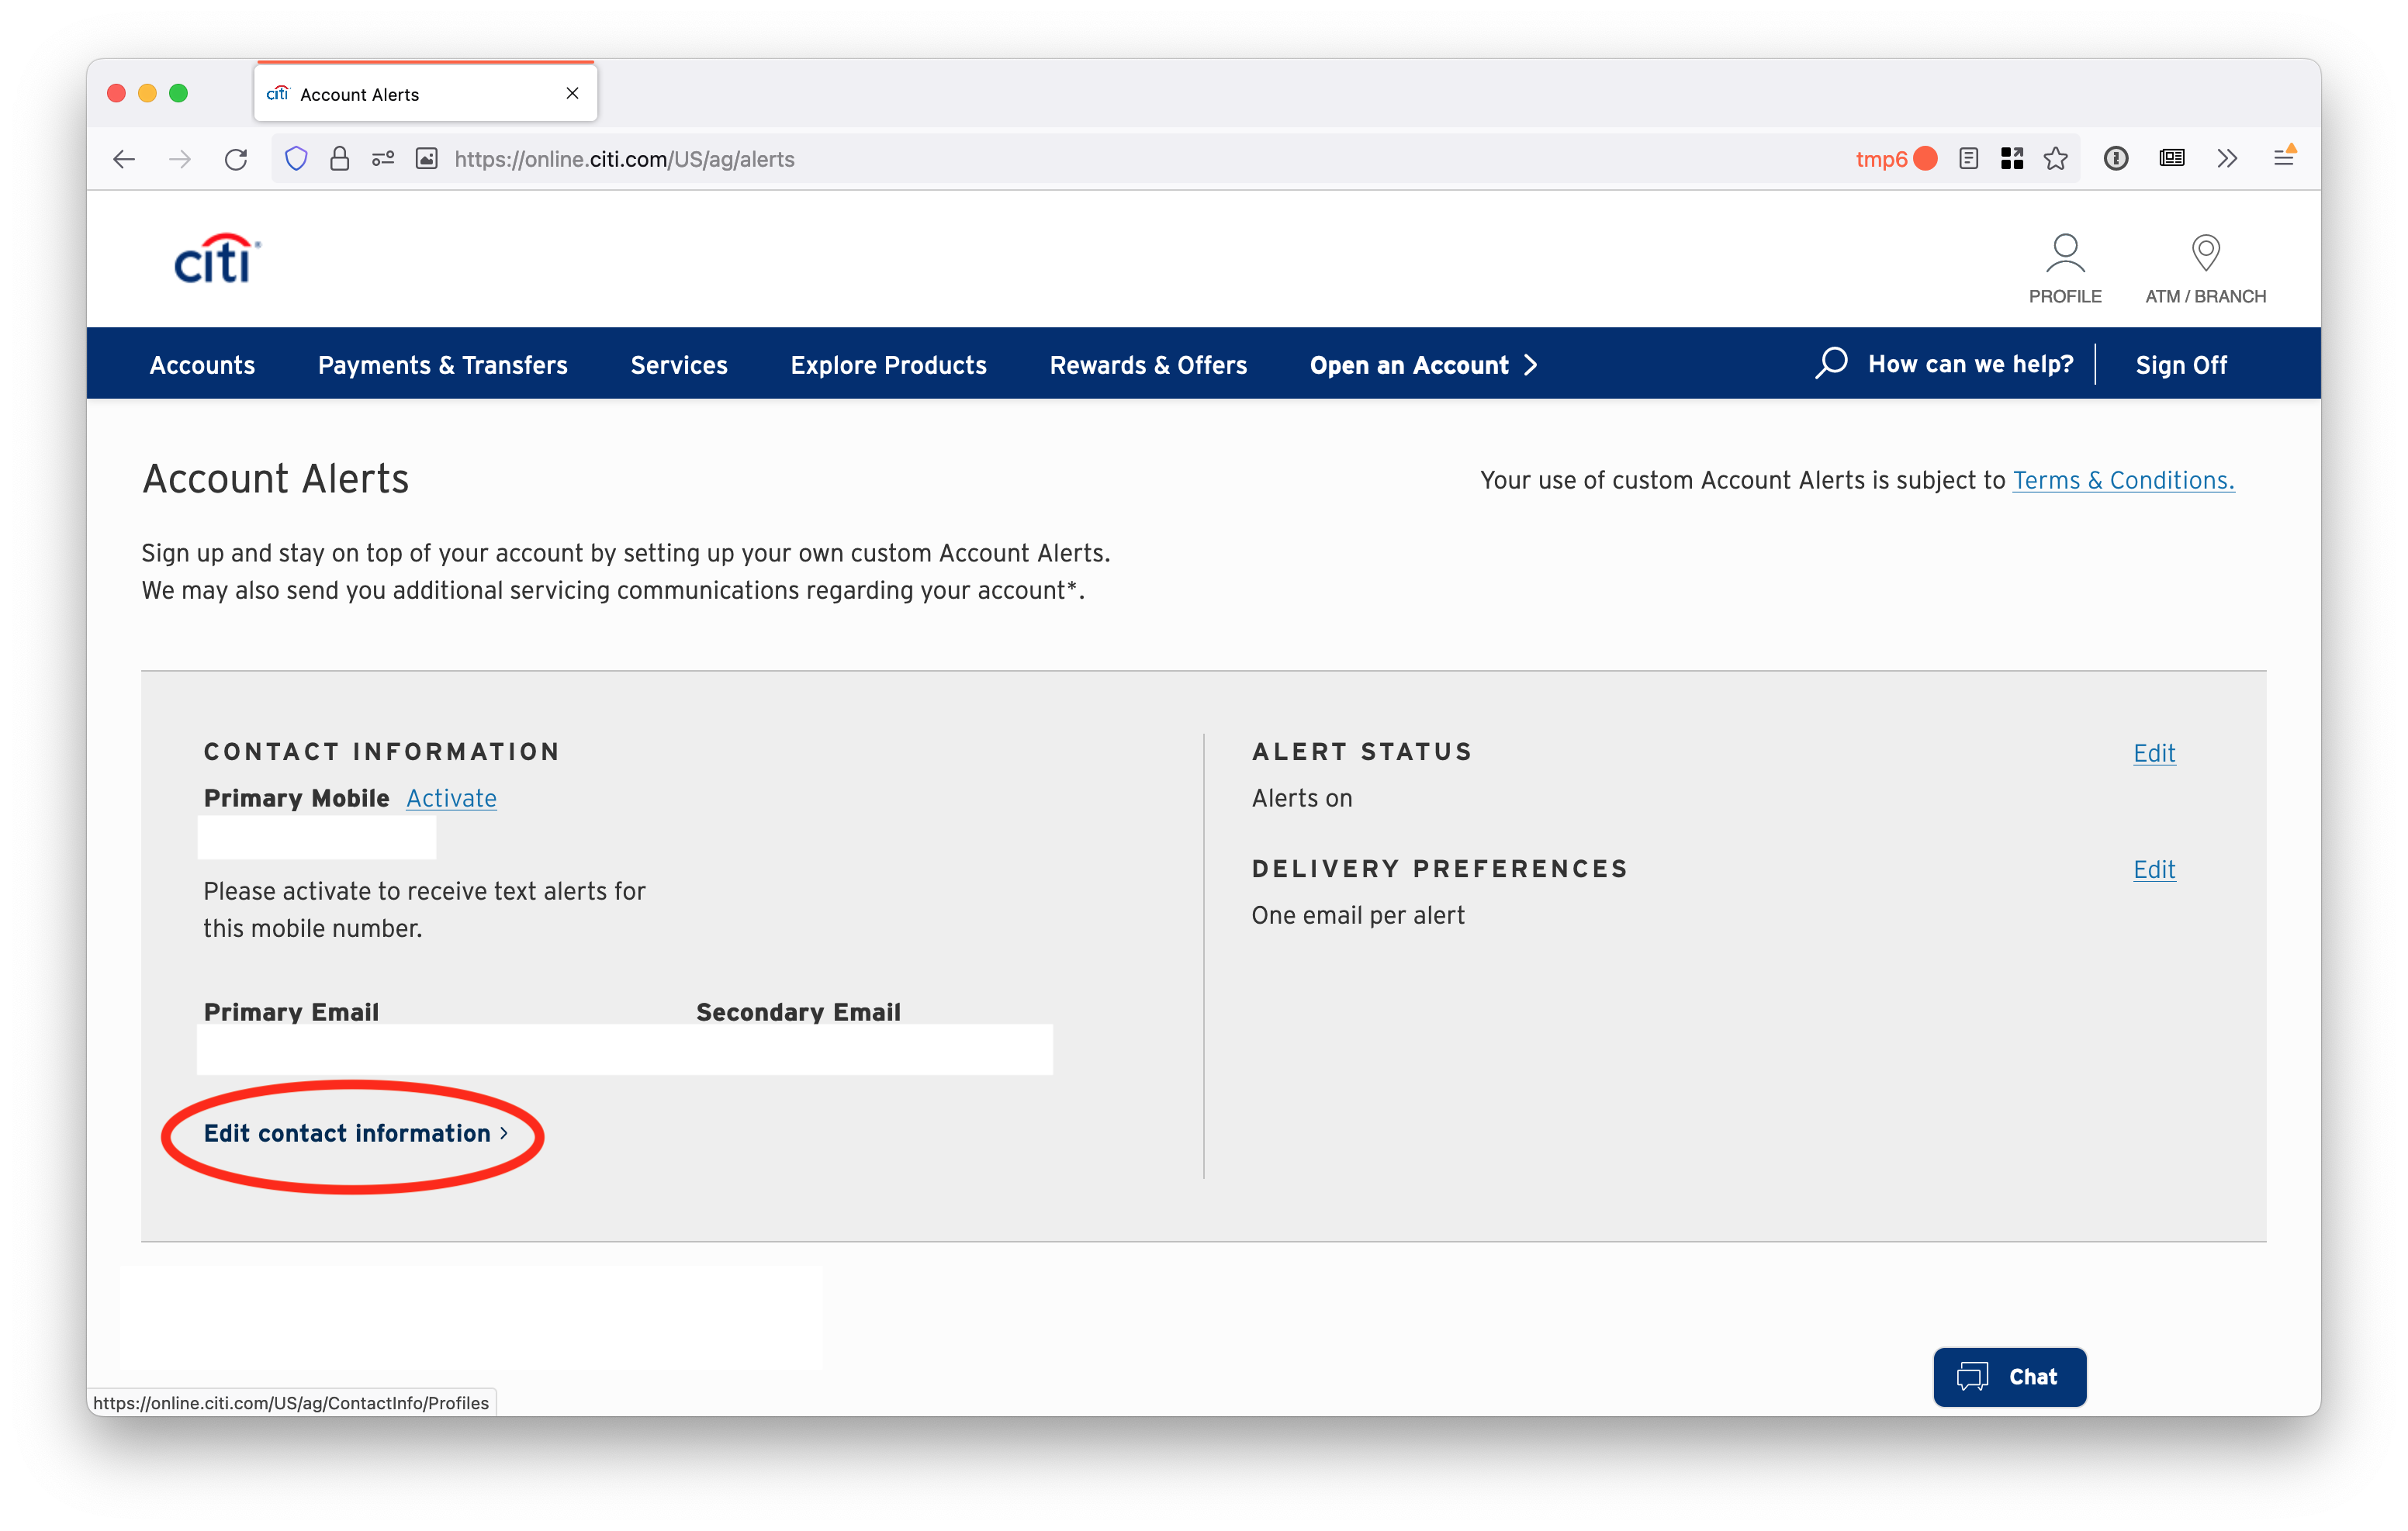 citi Account Alerts
https://online.citi.com/US/ag/alerts
tmp6
citi
PROFILE
ATM / BRANCH
Accounts
Payments & Transfers
Services
Explore Products
Rewards & Offers
Open an Account
How can we help?
Sign Off
Account Alerts
Your use of custom Account Alerts is subject to Terms & Conditions.
Sign up and stay on top of your account by setting up your own custom Account Alerts.
We may also send you additional servicing communications regarding your account*.
CONTACT INFORMATION
Primary Mobile Activate
Please activate to receive text alerts for
this mobile number.
Primary Email
Secondary Email
Edit contact information >
ALERT STATUS
Edit
Alerts on
DELIVERY PREFERENCES
Edit
One email per alert
Chat
https://online.citi.com/US/ag/ContactInfo/Profiles